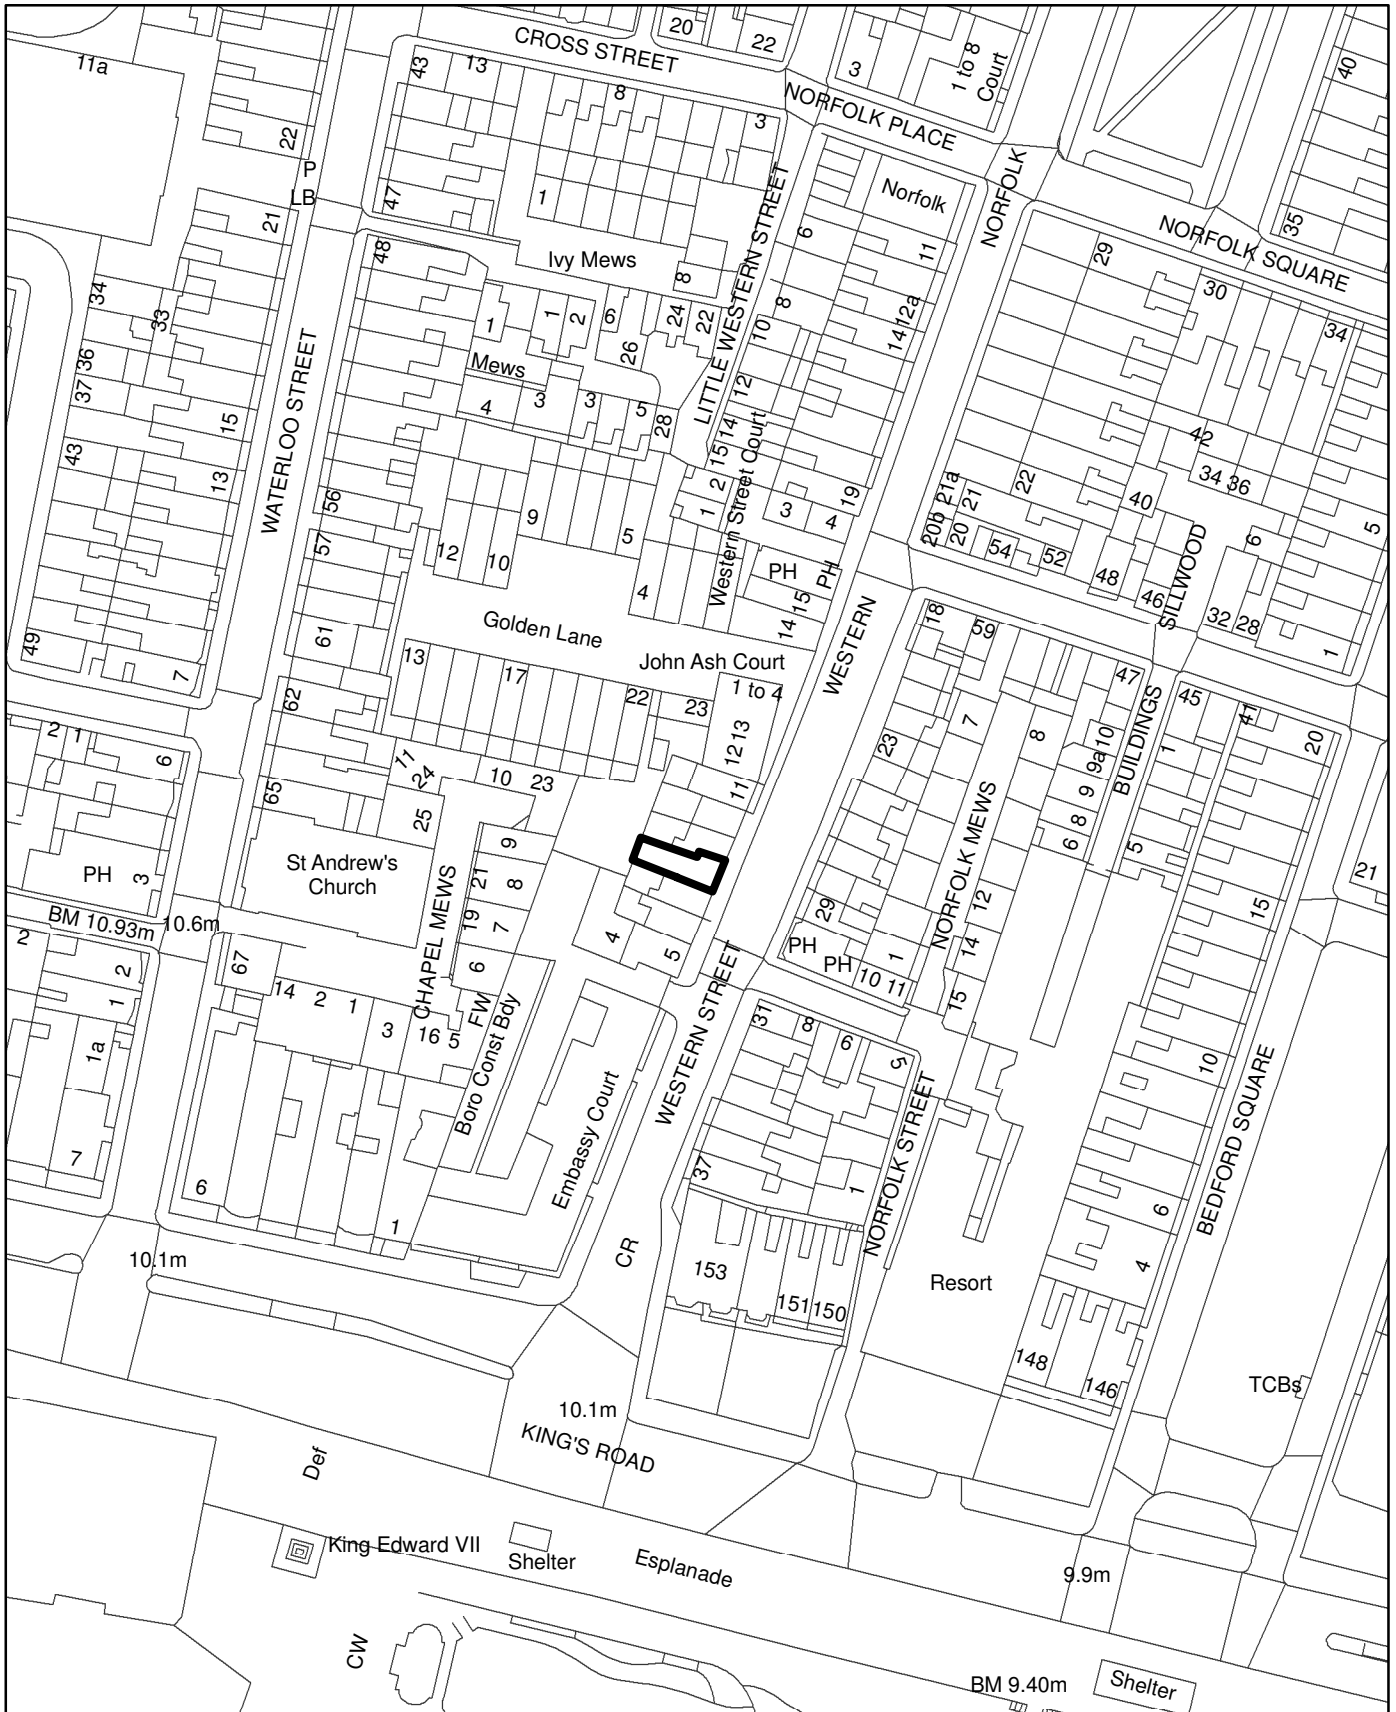 20
22
CROSS STREET
11a
43
13
8
3
3
1 to 8
Court
40
NORFOLK PLACE
22
P
LB
47
1
Norfolk
NORFOLK
35
NORFOLK SQUARE
21
48
Ivy Mews
8
6
11
29
30
34
LITTLE WESTERN STREET
34
33
1
1
2
6
24
22
26
8
10
12a
14
36
37
Mews
4
3
3
5
28
12
14
15
WATERLOO STREET
15
43
13
56
57
9
12
10
5
4
2
1
Western Street Court
3
4
19
PH
PH
15
14
20b
21a
20
21
22
54
52
48
46
40
42
34
36
SILLWOOD
6
32
28
5
1
49
7
61
62
Golden Lane
13
17
22
23
John Ash Court
1 to 4
13
12
11
WESTERN
18
59
47
7
8
23
10
9a
9
8
6
BUILDINGS
45
1
5
41
20
2
1
6
65
11
24
25
10
23
PH
3
St Andrew's
Church
9
8
7
6
21
19
CHAPEL MEWS
NORFOLK MEWS
12
14
15
29
PH
PH
10
11
1
15
21
BM 10.93m
10.6m
2
2
1
1a
7
67
14
2
1
3
16
5
FW
Boro Const Bdy
4
5
WESTERN STREET
31
8
6
5
10
Embassy Court
37
1
NORFOLK STREET
BEDFORD SQUARE
6
4
6
1
10.1m
CR
153
151
150
Resort
148
146
TCBs
10.1m
KING'S ROAD
Def
King Edward VII
Shelter
Esplanade
9.9m
CW
BM 9.40m
Shelter